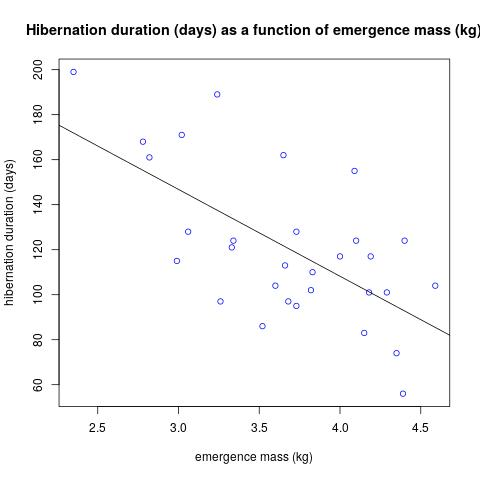 Hibernation duration (days) as a function of emergence mass (kg)
200
180
160
140
120
100
80
60
hibernation duration (days)
2.5 3.0 3.5 4.0 4.5
emergence mass (kg)